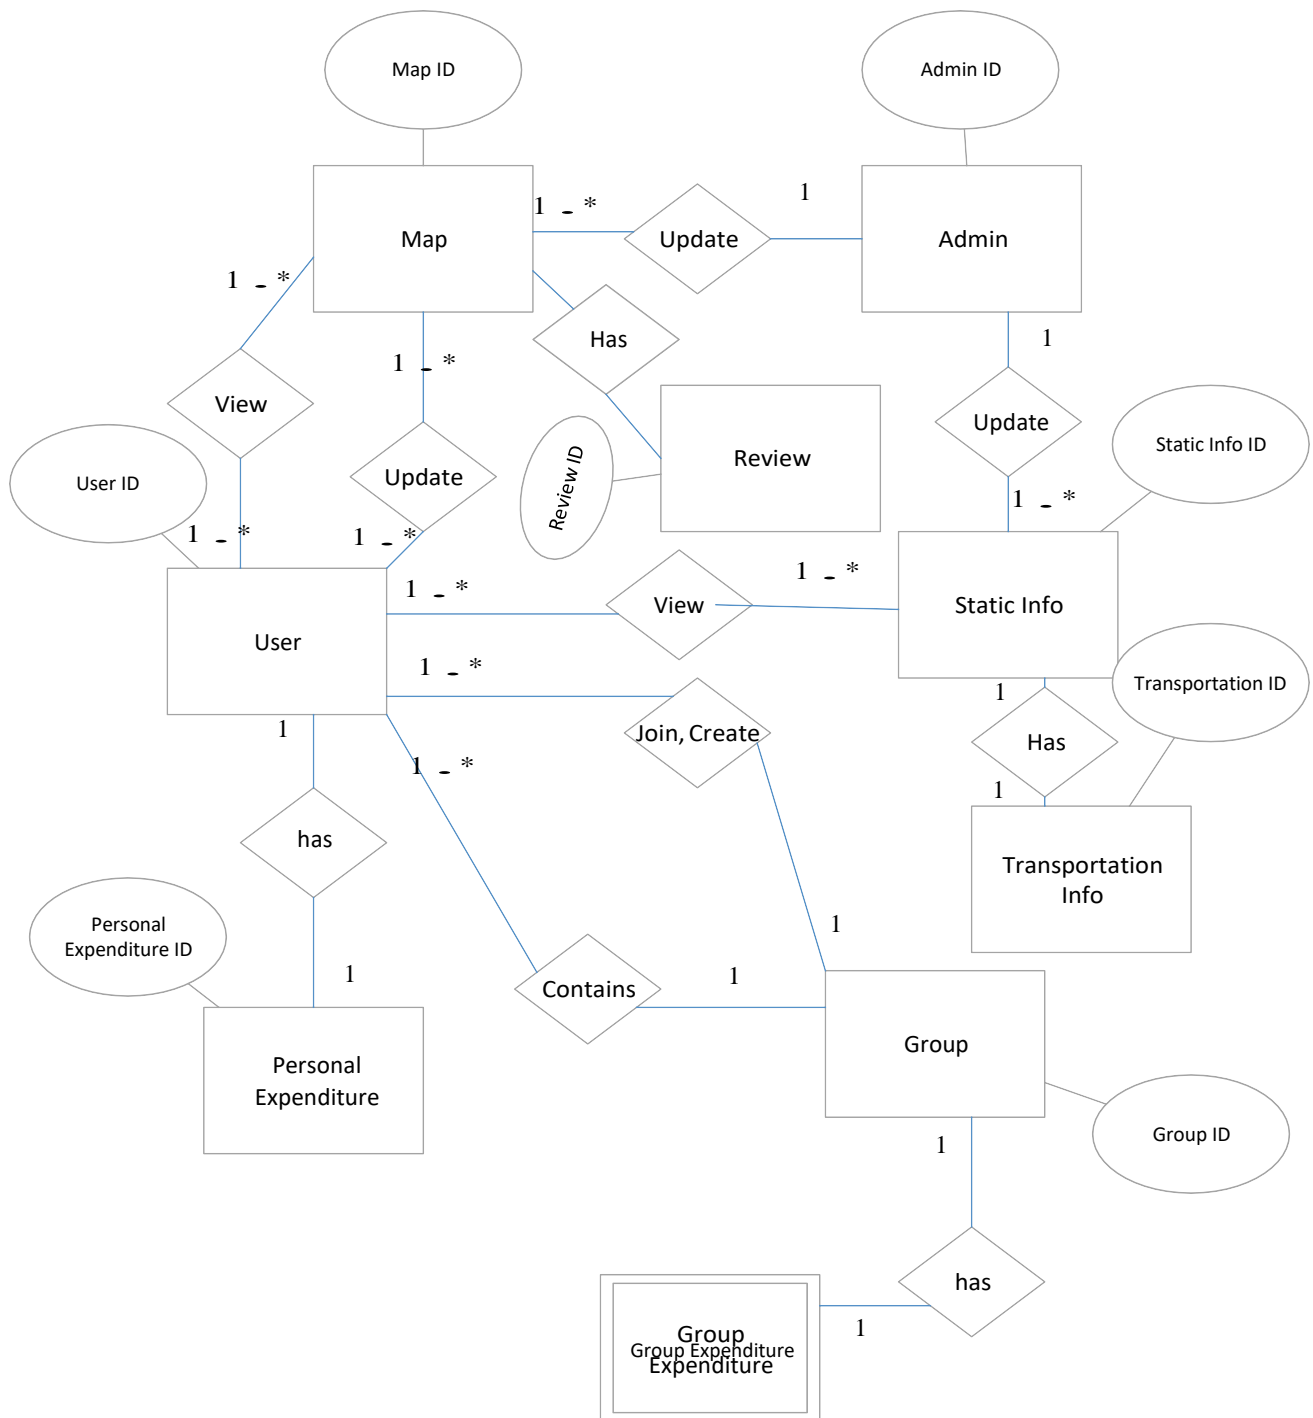 Map ID
Admin ID
1 - *
1
Map
Update
Admin
1 - *
Has
1
1 - *
View
Update
Static Info ID
Review
User ID
Update
Review ID
1 - *
1 - *
1 - *
1 - *
1 - *
View
Static Info
User
1 - *
1
Transportation ID
1
Join, Create
Has
1 - *
1
has
Transportation
Info
Personal
Expenditure ID
1
1
1
Contains
Group
Personal
Expenditure
Group ID
1
has
1
Group
Group Expenditure
Expenditure